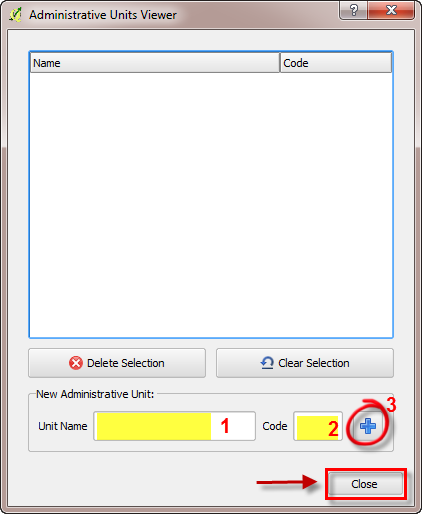 Administrative Units Viewer
Name Code
Delete Selection Clear Selection
New Administrative Unit:
3
Unit Name 1 Code 2
Close